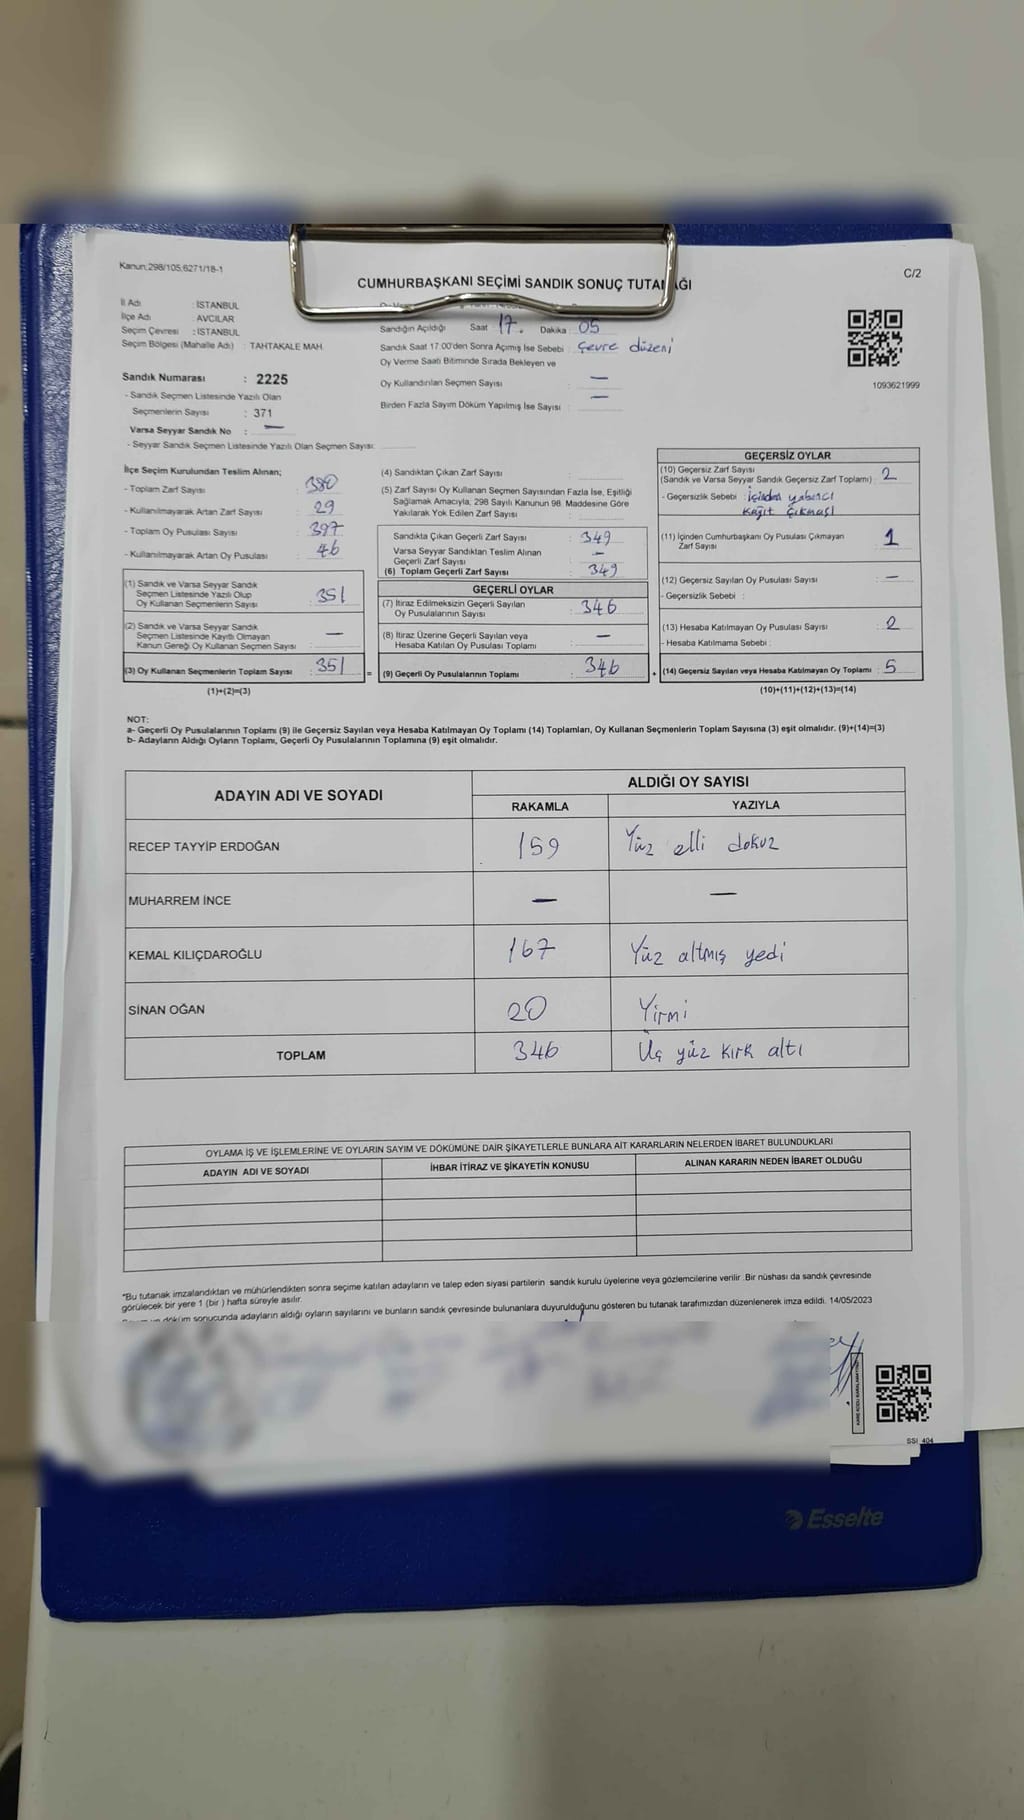 Kanun;298/105,6271/18-1
C/2
CUMHURBAŞKANI SEÇİMİ SANDIK SONUÇ TUTANAĞI
İl Adı : İSTANBUL
İlçe Adı : AVCILAR
Seçim Çevresi : İSTANBUL
Seçim Bölgesi (Mahalle Adı) : TAHTAKALE MAH.
Sandık Numarası : 2225
- Sandık Seçmen Listesinde Yazılı Olan
Seçmenlerin Sayısı : 371
Varsa Seyyar Sandık No : —
- Seyyar Sandık Seçmen Listesinde Yazılı Olan Seçmen Sayısı:
Sandığın Açıldığı Saat 17. Dakika : 05
Sandık Saat 17:00'den Sonra Açımış İse Sebebi : Çevre düzeni
Oy Verme Saati Bitiminde Sırada Bekleyen ve
Oy Kullandırılan Seçmen Sayısı : —
Birden Fazla Sayım Döküm Yapılmış İse Sayısı : —
1093621999
İlçe Seçim Kurulundan Teslim Alınan;
- Toplam Zarf Sayısı : 380
- Kullanılmayarak Artan Zarf Sayısı : 29
- Toplam Oy Pusulası Sayısı : 397
- Kullanılmayarak Artan Oy Pusulası : 46
(1) Sandık ve Varsa Seyyar Sandık
Seçmen Listesinde Yazılı Olup
Oy Kullanan Seçmenlerin Sayısı : 351
(2) Sandık ve Varsa Seyyar Sandık
Seçmen Listesinde Kayıtlı Olmayan
Kanun Gereği Oy Kullanan Seçmen Sayısı : —
(3) Oy Kullanan Seçmenlerin Toplam Sayısı : 351
(1)+(2)=(3)
(4) Sandıktan Çıkan Zarf Sayısı :
(5) Zarf Sayısı Oy Kullanan Seçmen Sayısından Fazla İse, Eşitliği
Sağlamak Amacıyla, 298 Sayılı Kanunun 98. Maddesine Göre
Yakılarak Yok Edilen Zarf Sayısı :
Sandıkta Çıkan Geçerli Zarf Sayısı : 349
Varsa Seyyar Sandıktan Teslim Alınan
Geçerli Zarf Sayısı : —
(6) Toplam Geçerli Zarf Sayısı : 349
GEÇERLİ OYLAR
(7) İtiraz Edilmeksizin Geçerli Sayılan
Oy Pusulalarının Sayısı : 346
(8) İtiraz Üzerine Geçerli Sayılan veya
Hesaba Katılan Oy Pusulası Toplamı : —
= (9) Geçerli Oy Pusulalarının Toplamı : 346
GEÇERSİZ OYLAR
(10) Geçersiz Zarf Sayısı
(Sandık ve Varsa Seyyar Sandık Geçersiz Zarf Toplamı) : 2
- Geçersizlik Sebebi : İçinden yabancı
kağıt çıkması
(11) İçinden Cumhurbaşkanı Oy Pusulası Çıkmayan
Zarf Sayısı : 1
(12) Geçersiz Sayılan Oy Pusulası Sayısı : —
- Geçersizlik Sebebi :
(13) Hesaba Katılmayan Oy Pusulası Sayısı : 2
- Hesaba Katılmama Sebebi :
+ (14) Geçersiz Sayılan veya Hesaba Katılmayan Oy Toplamı : 5
(10)+(11)+(12)+(13)=(14)
NOT:
a- Geçerli Oy Pusulalarının Toplamı (9) ile Geçersiz Sayılan veya Hesaba Katılmayan Oy Toplamı (14) Toplamları, Oy Kullanan Seçmenlerin Toplam Sayısına (3) eşit olmalıdır. (9)+(14)=(3)
b- Adayların Aldığı Oyların Toplamı, Geçerli Oy Pusulalarının Toplamına (9) eşit olmalıdır.
ADAYIN ADI VE SOYADI
ALDIĞI OY SAYISI
RAKAMLA YAZIYLA
RECEP TAYYİP ERDOĞAN 159 Yüz elli dokuz
MUHARREM İNCE — —
KEMAL KILIÇDAROĞLU 167 Yüz altmış yedi
SİNAN OĞAN 20 Yirmi
TOPLAM 346 Üç yüz kırk altı
OYLAMA İŞ VE İŞLEMLERİNE VE OYLARIN SAYIM VE DÖKÜMÜNE DAİR ŞİKAYETLERLE BUNLARA AİT KARARLARIN NELERDEN İBARET BULUNDUKLARI
ADAYIN ADI VE SOYADI İHBAR İTİRAZ VE ŞİKAYETİN KONUSU ALINAN KARARIN NEDEN İBARET OLDUĞU
*Bu tutanak imzalandıktan ve mühürlendikten sonra seçime katılan adayların ve talep eden siyasi partilerin sandık kurulu üyelerine veya gözlemcilerine verilir .Bir nüshası da sandık çevresinde
görülecek bir yere 1 (bir ) hafta süreyle asılır.
döküm sonucunda adayların aldığı oyların sayılarını ve bunların sandık çevresinde bulunanlara duyurulduğunu gösteren bu tutanak tarafımızdan düzenlenerek imza edildi. 14/05/2023
SSI_404
Esselte